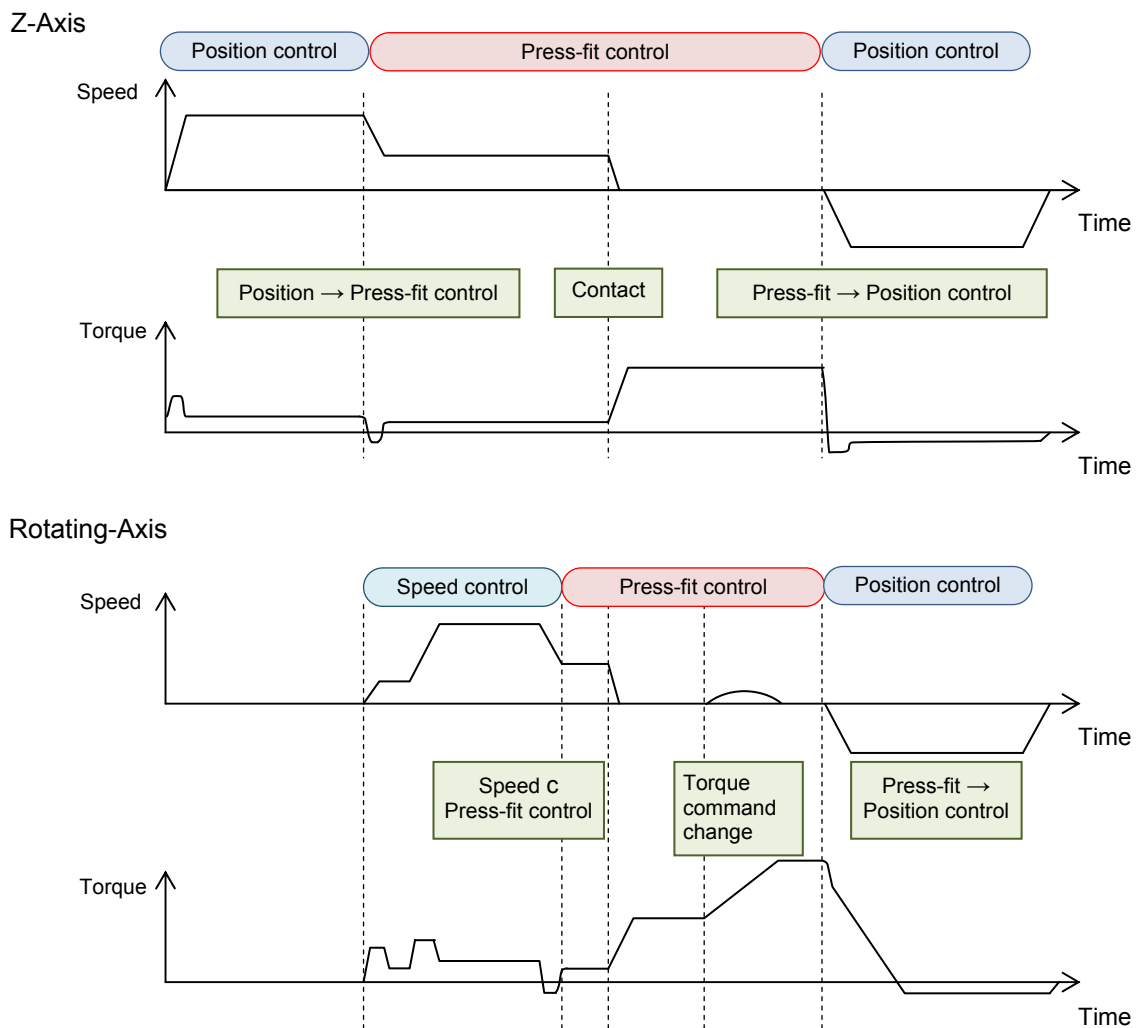 Z-Axis
Position control
Press-fit control
Position control
Speed
Time
Position → Press-fit control
Contact
Press-fit → Position control
Torque
Time
Rotating-Axis
Speed control
Press-fit control
Position control
Speed
Time
Speed c
Press-fit control
Torque
command
change
Press-fit →
Position control
Torque
Time